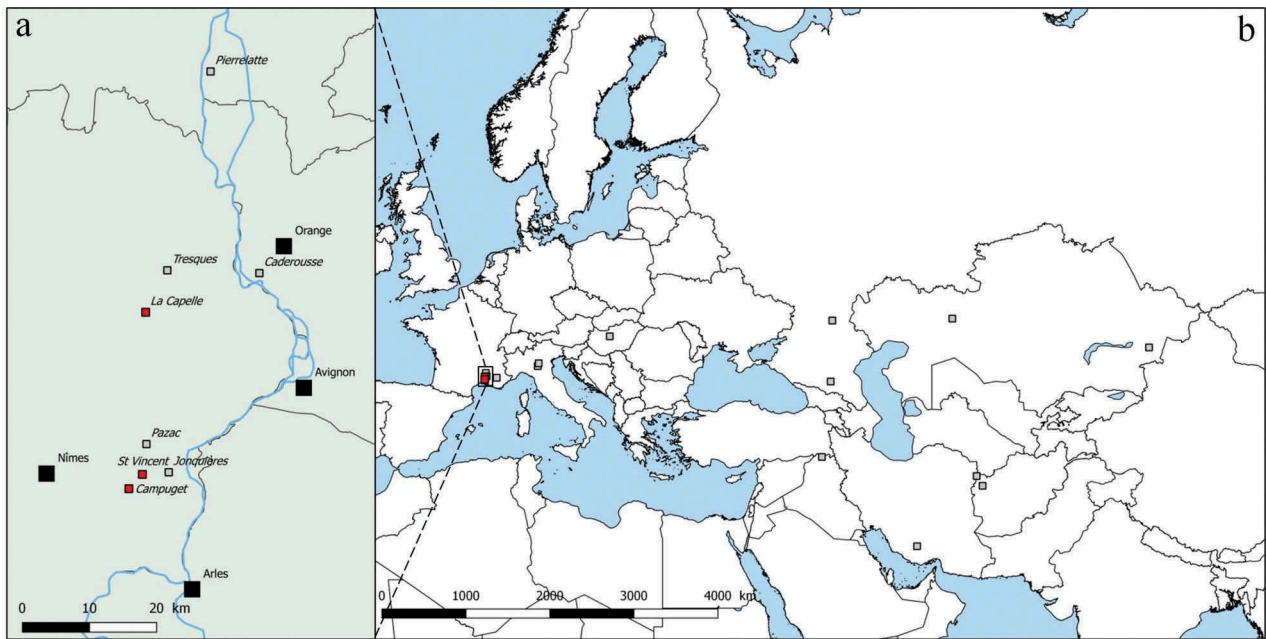 a
Pierrelatte
Orange
Tresques
Caderousse
La Capelle
Avignon
Pazac
Nîmes
St Vincent Jonquières
Campuget
Arles
0 10 20 km
b
0 1000 2000 3000 4000